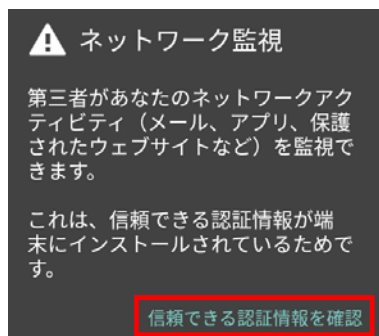 ネットワーク監視
第三者があなたのネットワークアク
ティビティ（メール、アプリ、保護
されたウェブサイトなど）を監視で
きます。
これは、信頼できる認証情報が端
末にインストールされているためで
す。
信頼できる認証情報を確認